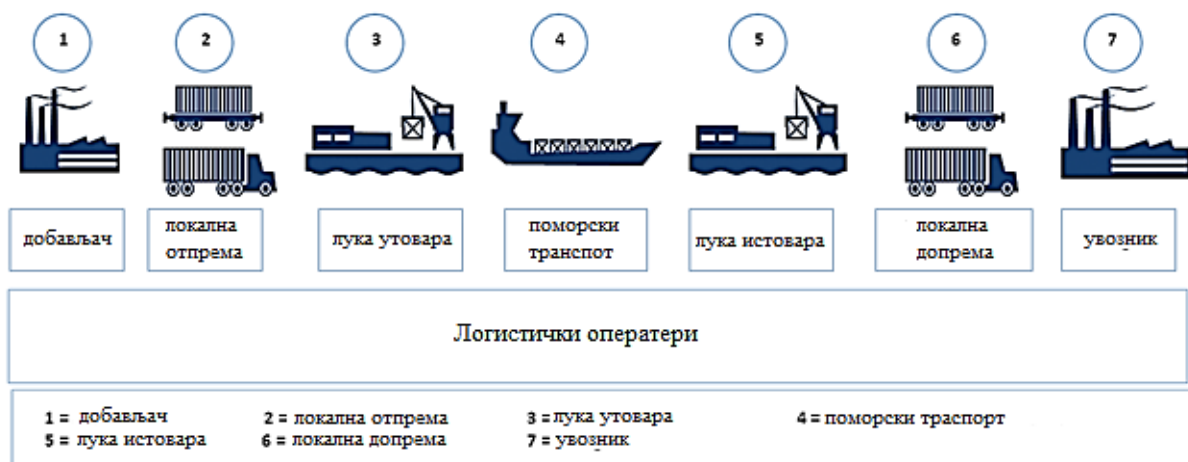 1 2 3 4 5 6 7
добављач
локална
отпрема
лука утовара
поморски
транспот
лука истовара
локална
допрема
увозник
Логистички оператери
1 = добављач 2 = локална отпрема 3 = лука утовара 4 = поморски траспорт
5 = лука истовара 6 = локална допрема 7 = увозник